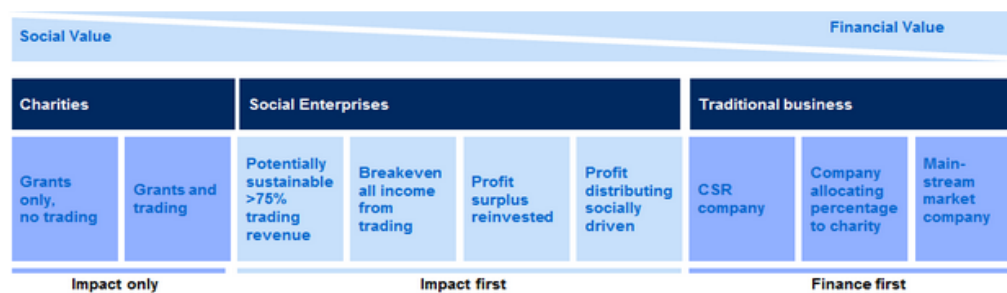 Social Value
Financial Value
Charities
Social Enterprises
Traditional business
Grants
only,
no trading
Grants and
trading
Potentially
sustainable
>75%
trading
revenue
Breakeven
all income
from
trading
Profit
surplus
reinvested
Profit
distributing
socially
driven
CSR
company
Company
allocating
percentage
to charity
Main-
stream
market
company
Impact only
Impact first
Finance first